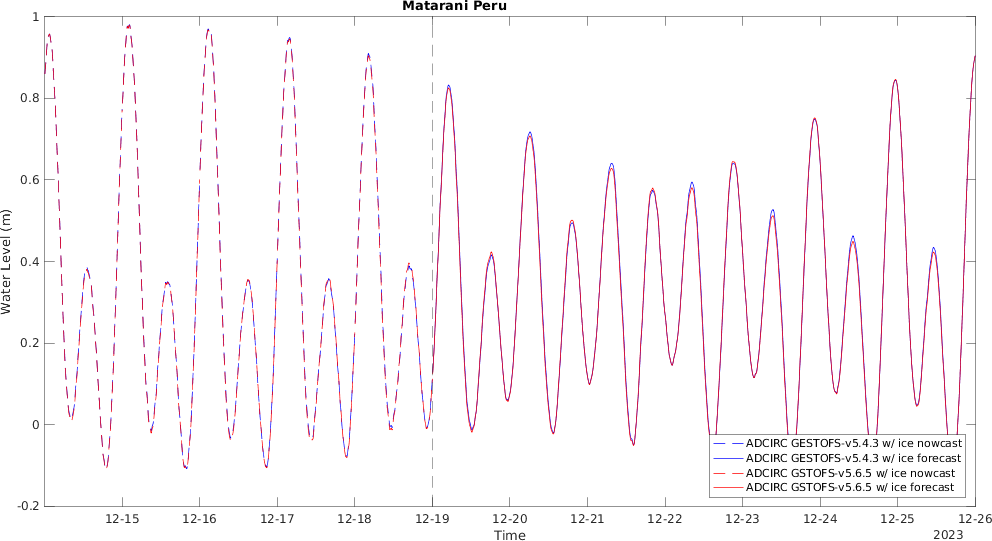 Matarani Peru
Water Level (m)
1
0.8
0.6
0.4
0.2
0
-0.2
ADCIRC GESTOFS-v5.4.3 w/ ice nowcast
ADCIRC GESTOFS-v5.4.3 w/ ice forecast
ADCIRC GSTOFS-v5.6.5 w/ ice nowcast
ADCIRC GSTOFS-v5.6.5 w/ ice forecast
12-15 12-16 12-17 12-18 12-19 12-20 12-21 12-22 12-23 12-24 12-25 12-26
Time
2023